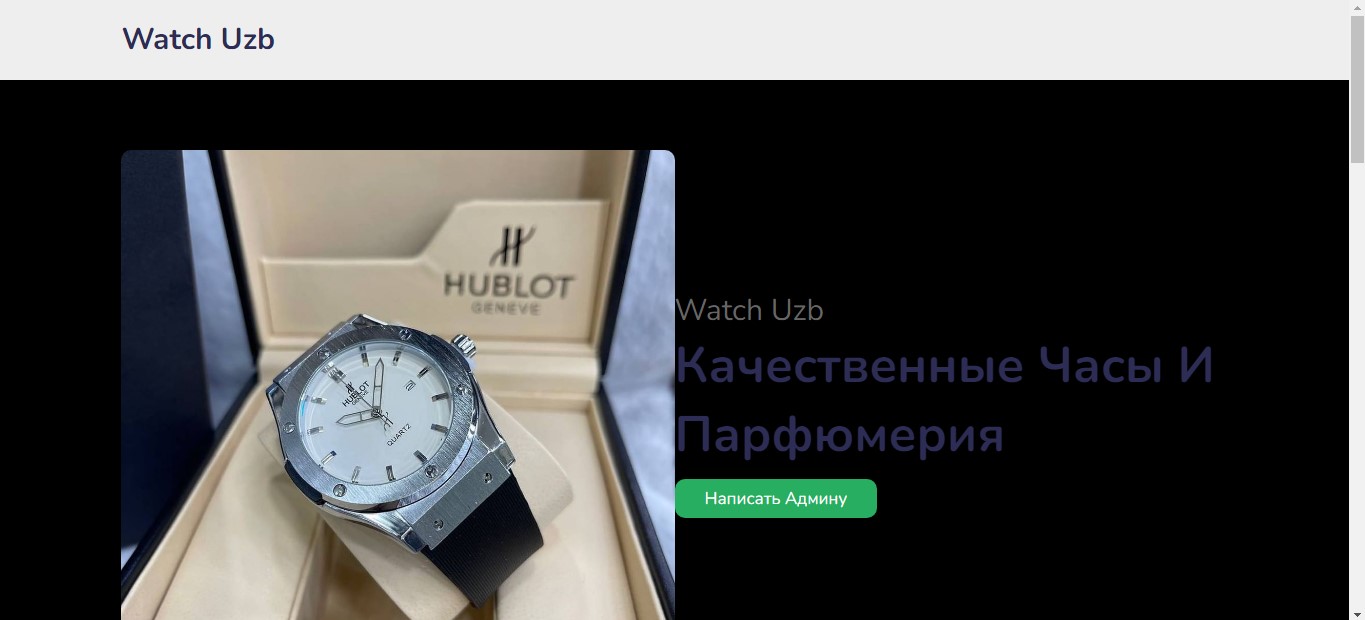 Watch Uzb
HUBLOT
GENEVE
HUBLOT
GENEVE
QUARTZ
Watch Uzb
Качественные Часы И
Парфюмерия
Написать Админу